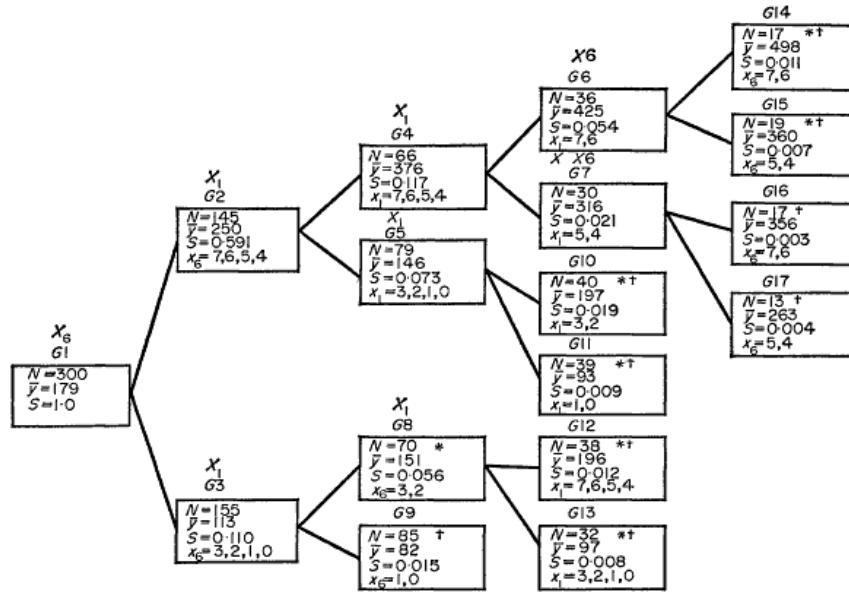 X₆
G1
N=300
ȳ=179
S=1·0
X₁
G2
N=145
ȳ=250
S=0·591
x₆=7,6,5,4
X₁
G3
N=155
ȳ=113
S=0·110
x₆=3,2,1,0
X₁
G4
N=66
ȳ=376
S=0·117
x₁=7,6,5,4
X₁
G5
N=79
ȳ=146
S=0·073
x₁=3,2,1,0
X₁
G8
N=70 *
ȳ=151
S=0·056
x₆=3,2
G9
N=85 †
ȳ=82
S=0·015
x₆=1,0
X6
G6
N=36
ȳ=425
S=0·054
x₁=7,6
X X6
G7
N=30
ȳ=316
S=0·021
x₁=5,4
G10
N=40 *†
ȳ=197
S=0·019
x₁=3,2
G11
N=39 *†
ȳ=93
S=0·009
x₁=1,0
G12
N=38 *†
ȳ=196
S=0·012
x₁=7,6,5,4
G13
N=32 *†
ȳ=97
S=0·008
x₁=3,2,1,0
G14
N=17 *†
ȳ=498
S=0·011
x₆=7,6
G15
N=19 *†
ȳ=360
S=0·007
x₆=5,4
G16
N=17 †
ȳ=356
S=0·003
x₆=7,6
G17
N=13 †
ȳ=263
S=0·004
x₆=5,4